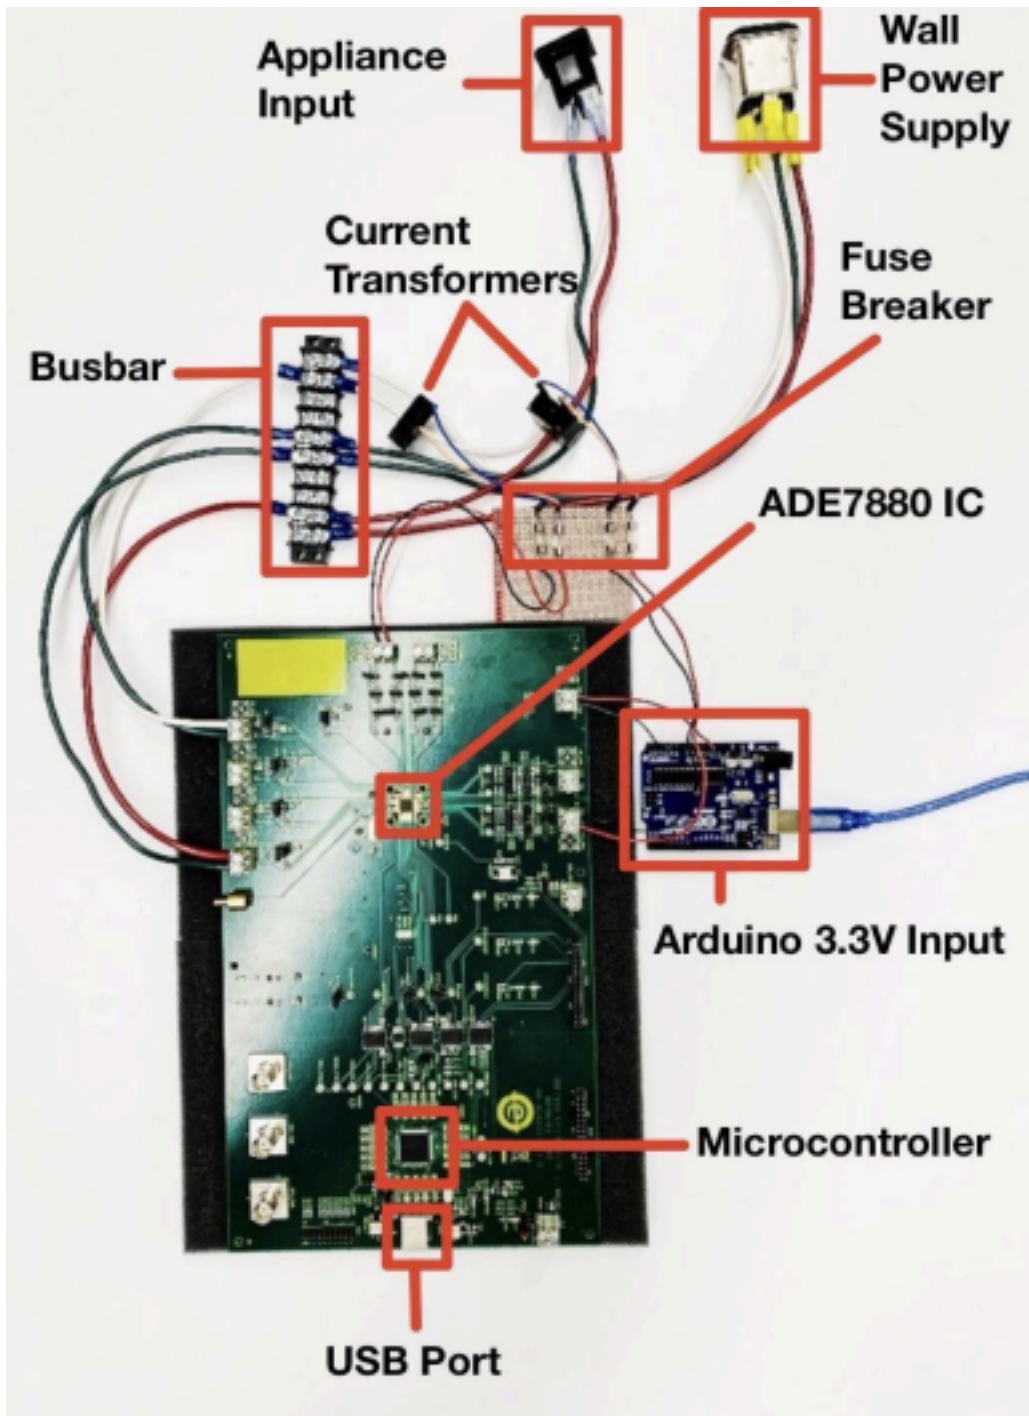 Appliance
Input
Wall
Power
Supply
Current
Transformers
Fuse
Breaker
Busbar
ADE7880 IC
Arduino 3.3V Input
Microcontroller
USB Port